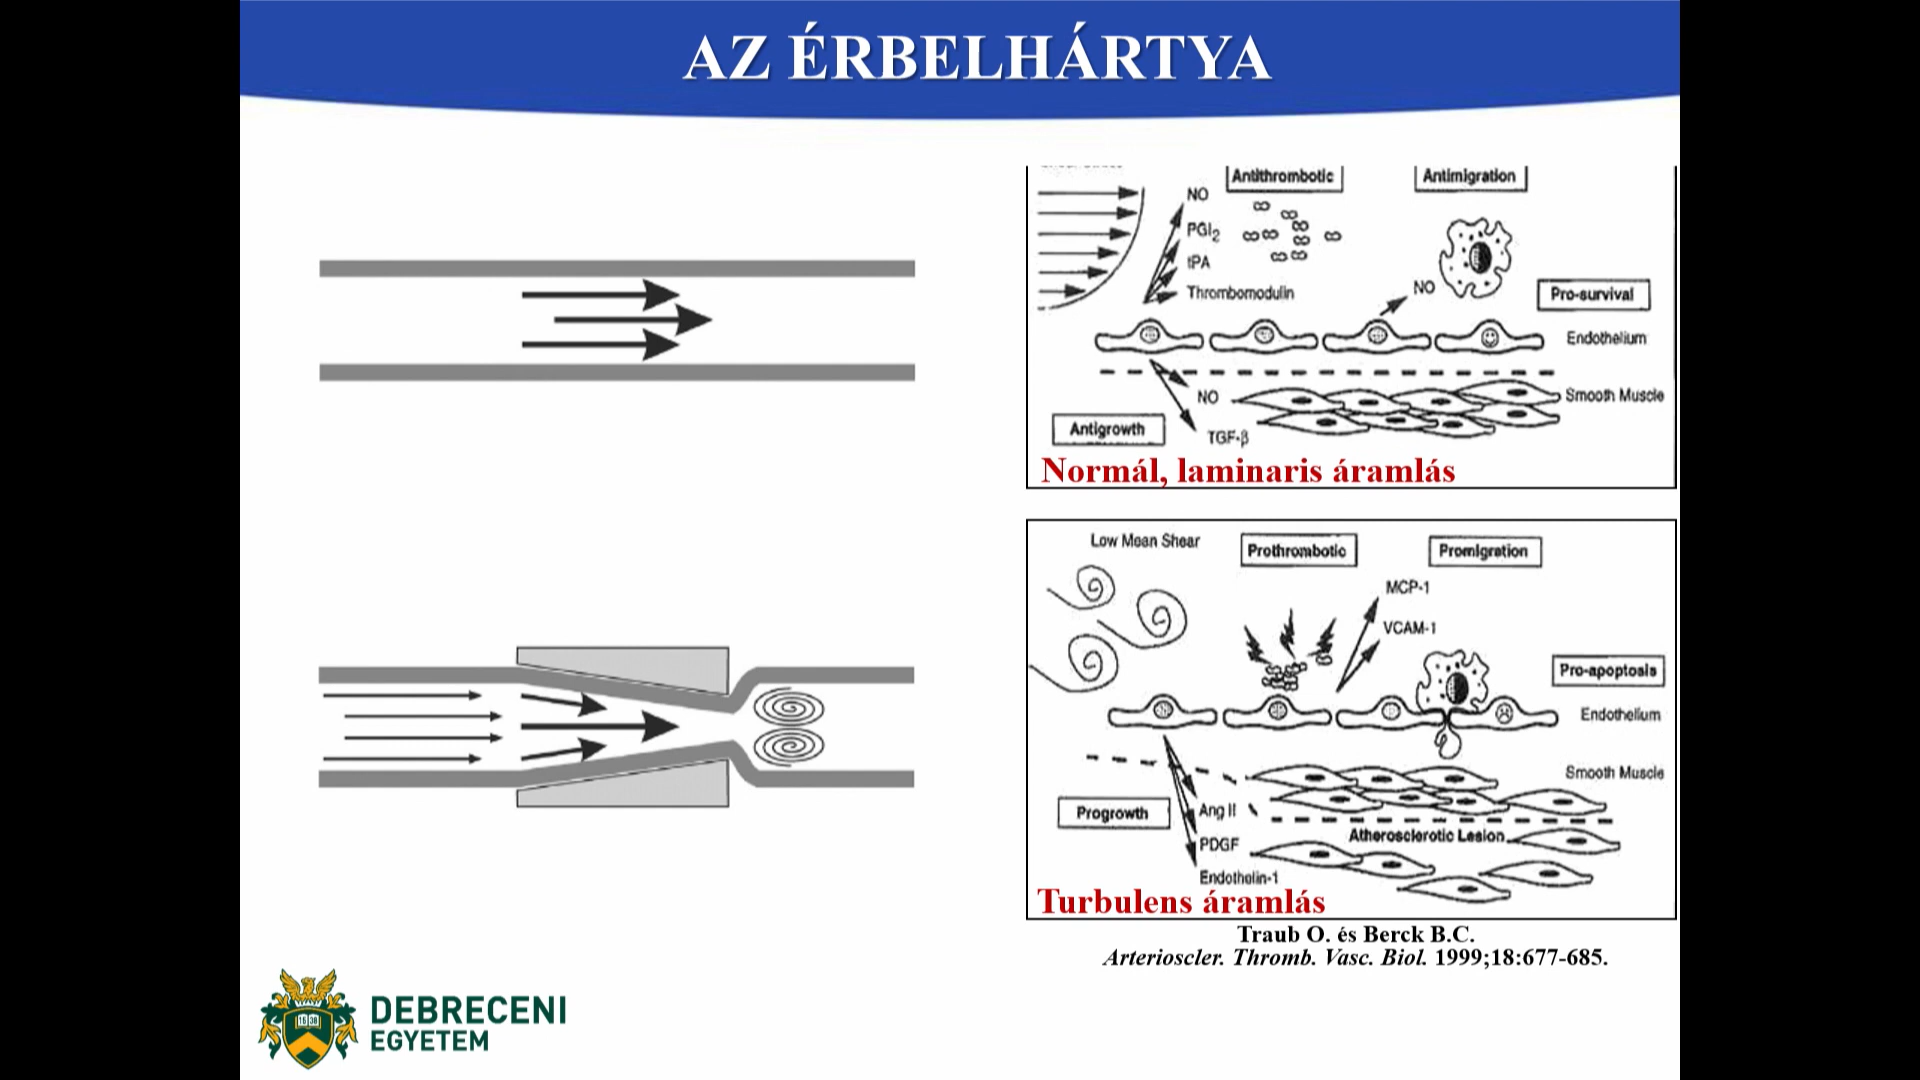 AZ ÉRBELHÁRTYA
Antithrombotic
Antimigration
NO
PGI2
tPA
Thrombomodulin
NO
Pro-survival
Endothelium
NO
Smooth Muscle
Antigrowth
TGF-β
Normál, laminaris áramlás
Low Mean Shear
Prothrombotic
Promigration
MCP-1
VCAM-1
Pro-apoptosis
Endothelium
Smooth Muscle
Progrowth
Ang II
PDGF
Atherosclerotic Lesion
Endothelin-1
Turbulens áramlás
Traub O. és Berck B.C.
Arterioscler. Thromb. Vasc. Biol. 1999;18:677-685.
DEBRECENI
EGYETEM